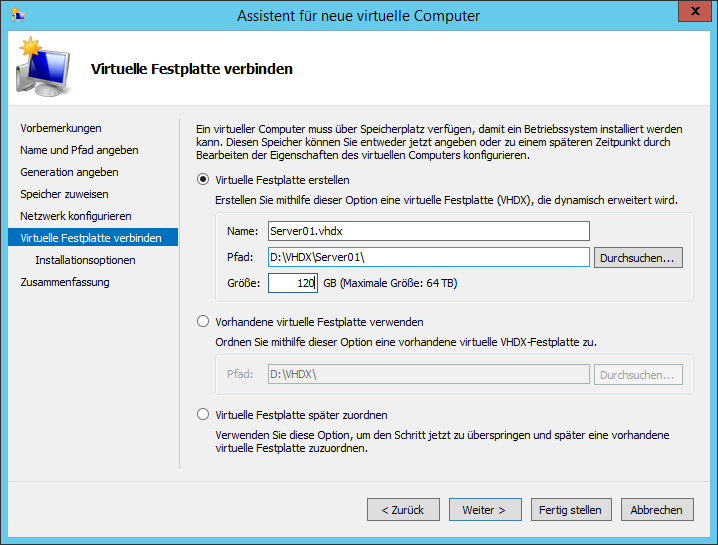 Assistent für neue virtuelle Computer
x
Virtuelle Festplatte verbinden
Vorbemerkungen
Name und Pfad angeben
Generation angeben
Speicher zuweisen
Netzwerk konfigurieren
Virtuelle Festplatte verbinden
Installationsoptionen
Zusammenfassung
Ein virtueller Computer muss über Speicherplatz verfügen, damit ein Betriebssystem installiert werden
kann. Diesen Speicher können Sie entweder jetzt angeben oder zu einem späteren Zeitpunkt durch
Bearbeiten der Eigenschaften des virtuellen Computers konfigurieren.
Virtuelle Festplatte erstellen
Erstellen Sie mithilfe dieser Option eine virtuelle Festplatte (VHDX), die dynamisch erweitert wird.
Name: Server01.vhdx
Pfad: D:\VHDX\Server01\ Durchsuchen...
Größe: 120 GB (Maximale Größe: 64 TB)
Vorhandene virtuelle Festplatte verwenden
Ordnen Sie mithilfe dieser Option eine vorhandene virtuelle VHDX-Festplatte zu.
Pfad: D:\VHDX\ Durchsuchen...
Virtuelle Festplatte später zuordnen
Verwenden Sie diese Option, um den Schritt jetzt zu überspringen und später eine vorhandene
virtuelle Festplatte zuzuordnen.
< Zurück Weiter > Fertig stellen Abbrechen